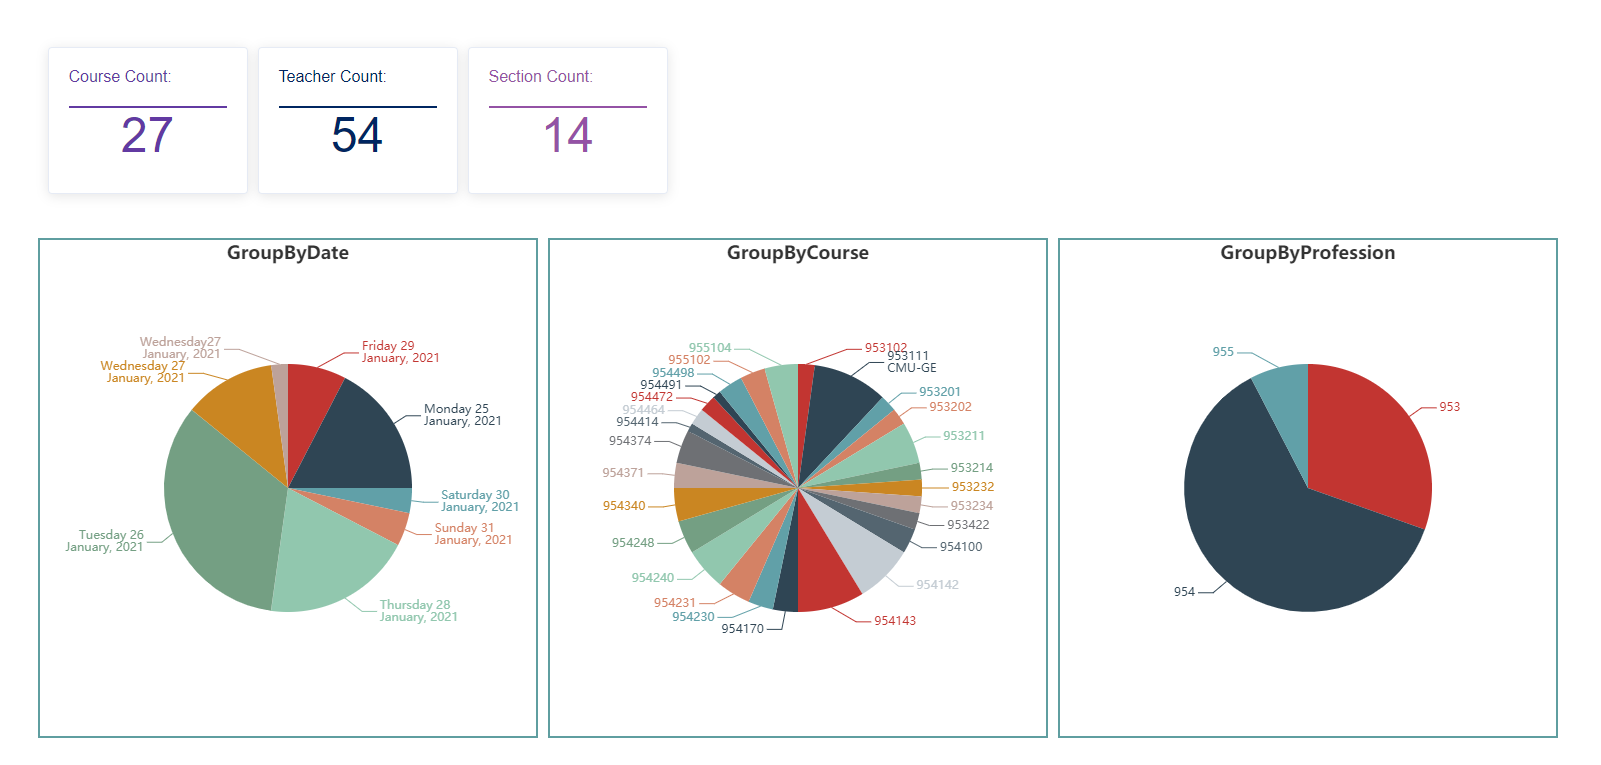 Course Count:
27
Teacher Count:
54
Section Count:
14
GroupByDate
Wednesday27
January, 2021
Wednesday 27
January, 2021
Friday 29
January, 2021
Monday 25
January, 2021
Saturday 30
January, 2021
Sunday 31
January, 2021
Tuesday 26
January, 2021
Thursday 28
January, 2021
GroupByCourse
955104
955102
954498
954491
954472
954464
954414
954374
954371
954340
954248
954240
954231
954230
954170
953102
953111
CMU-GE
953201
953202
953211
953214
953232
953234
953422
954100
954142
954143
GroupByProfession
955
953
954